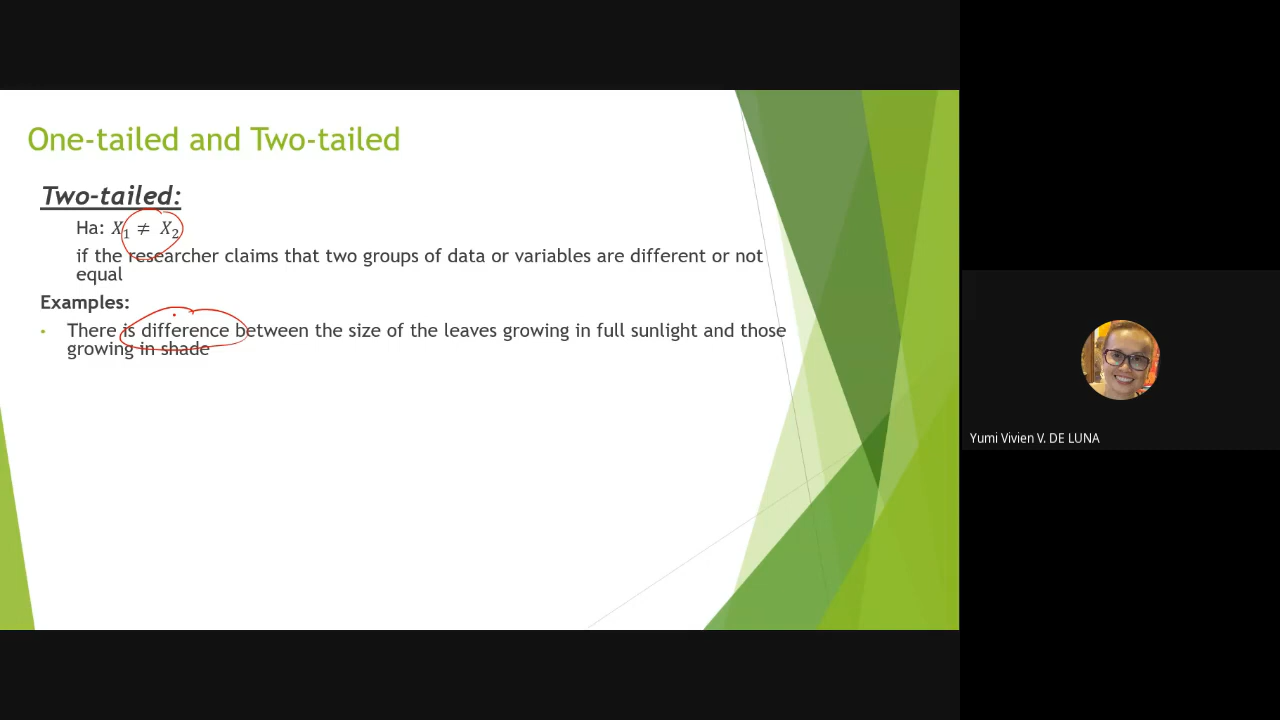 One-tailed and Two-tailed
Two-tailed:
Ha: X₁ ≠ X₂
if the researcher claims that two groups of data or variables are different or not
equal
Examples:
• There is difference between the size of the leaves growing in full sunlight and those
growing in shade
Yumi Vivien V. DE LUNA